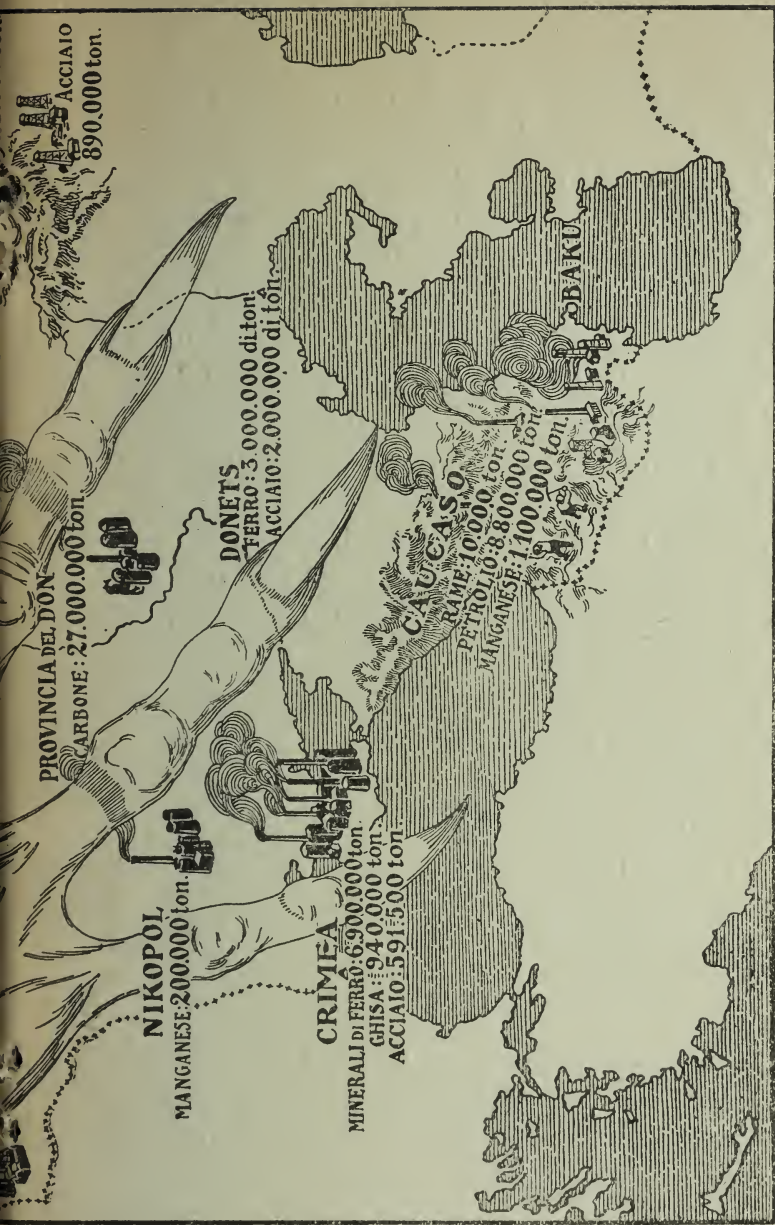 ACCIAIO
890.000 ton.
PROVINCIA DEL DON
CARBONE: 27.000.000 ton.
NIKOPOL
MANGANESE: 200.000 ton.
DONETS
FERRO: 3.000.000 di ton.
ACCIAIO: 2.000.000 di ton.
CRIMEA
MINERALI DI FERRO: 6.900.000 ton.
GHISA: 940.000 ton.
ACCIAIO: 591.500 ton.
CAUCASO
RAME: 10.000 ton.
PETROLIO: 8.800.000 ton.
MANGANESE: 1.100.000 ton.
BAKU